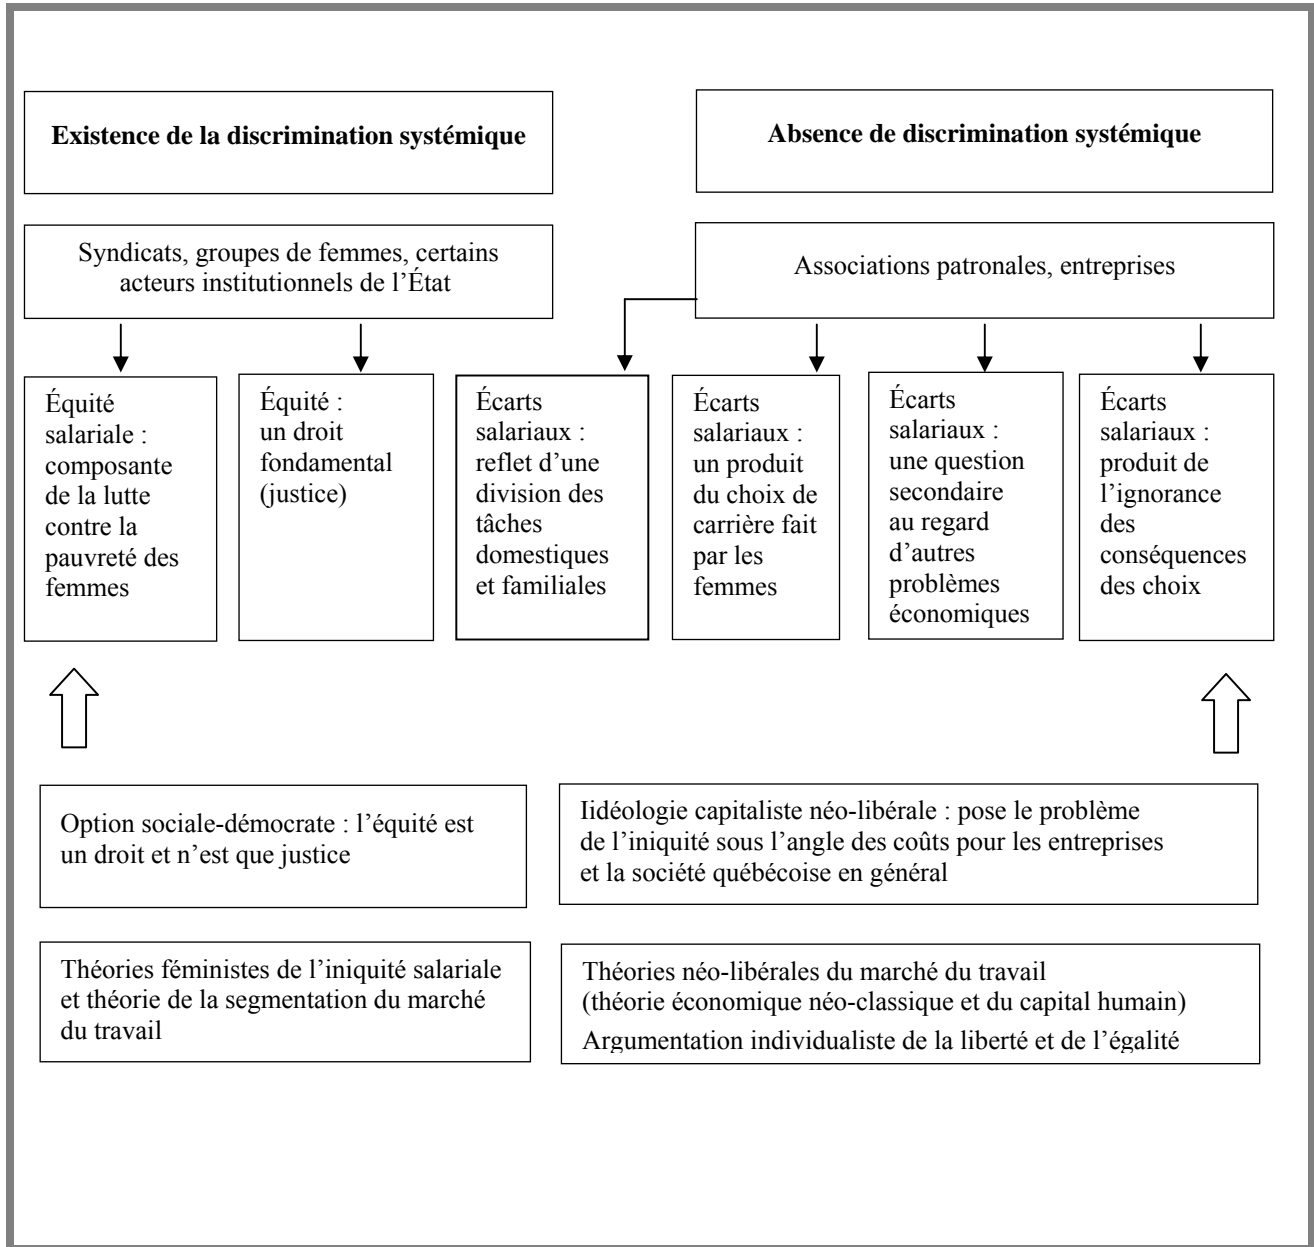 Existence de la discrimination systémique
Absence de discrimination systémique
Syndicats, groupes de femmes, certains
acteurs institutionnels de l’État
Associations patronales, entreprises
Équité
salariale :
composante
de la lutte
contre la
pauvreté des
femmes
Équité :
un droit
fondamental
(justice)
Écarts
salariaux :
reflet d’une
division des
tâches
domestiques
et familiales
Écarts
salariaux :
un produit
du choix de
carrière fait
par les
femmes
Écarts
salariaux :
une question
secondaire
au regard
d’autres
problèmes
économiques
Écarts
salariaux :
produit de
l’ignorance
des
conséquences
des choix
Option sociale-démocrate : l’équité est
un droit et n’est que justice
Iidéologie capitaliste néo-libérale : pose le problème
de l’iniquité sous l’angle des coûts pour les entreprises
et la société québécoise en général
Théories féministes de l’iniquité salariale
et théorie de la segmentation du marché
du travail
Théories néo-libérales du marché du travail
(théorie économique néo-classique et du capital humain)
Argumentation individualiste de la liberté et de l’égalité